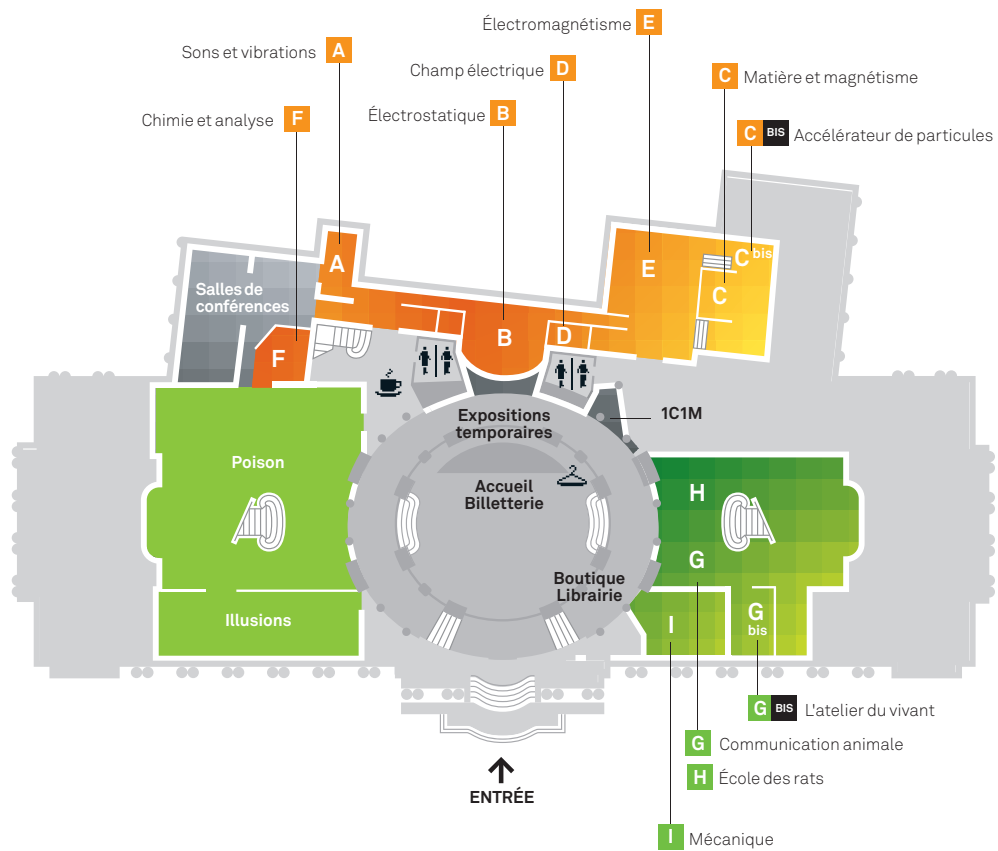 E Électromagnétisme
Sons et vibrations A
Champ électrique D
C Matière et magnétisme
Chimie et analyse F
Électrostatique B
C BIS Accélérateur de particules
A
E
C bis
C
Salles de
conférences
B
D
F
Expositions
temporaires
1C1M
Poison
Accueil
Billetterie
H
G
Boutique
Librairie
Illusions
I
G
bis
G BIS L'atelier du vivant
G Communication animale
H École des rats
ENTRÉE
I Mécanique